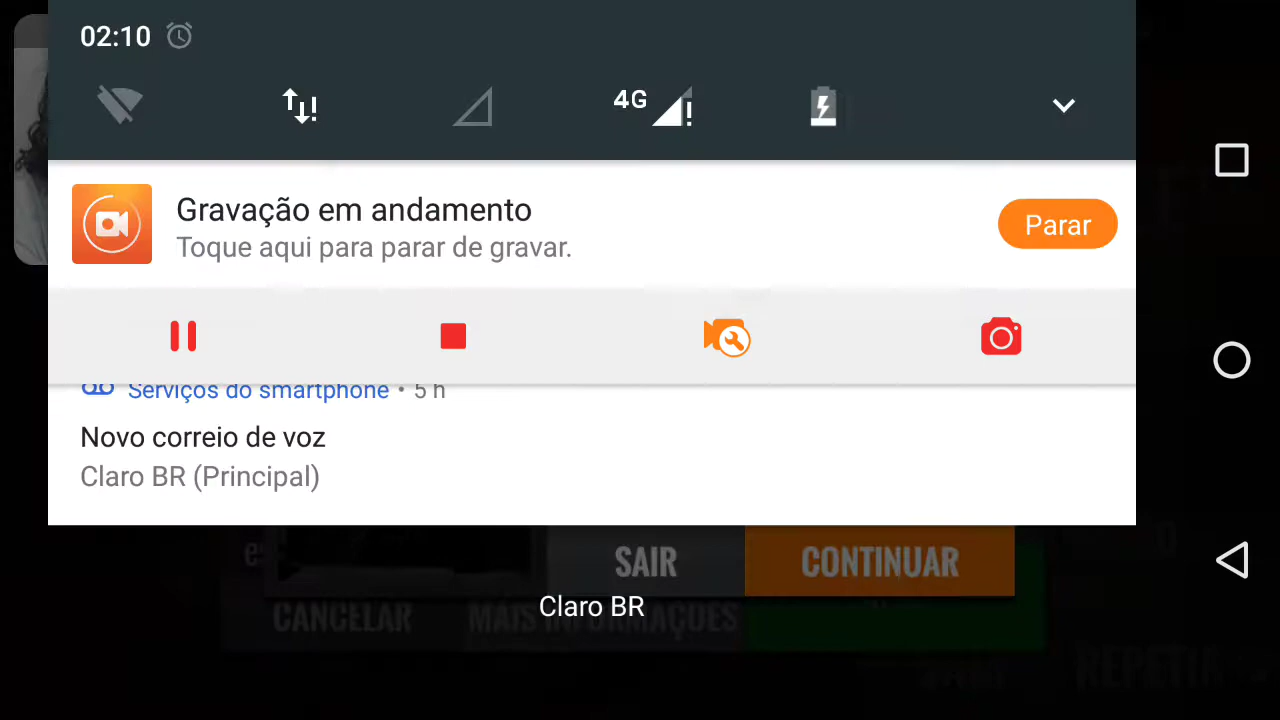 02:10
4G
Gravação em andamento
Toque aqui para parar de gravar.
Parar
Serviços do smartphone • 5 h
Novo correio de voz
Claro BR (Principal)
SAIR
CONTINUAR
Claro BR
CANCELAR
MAIS INFORMAÇÕES
REPETIR